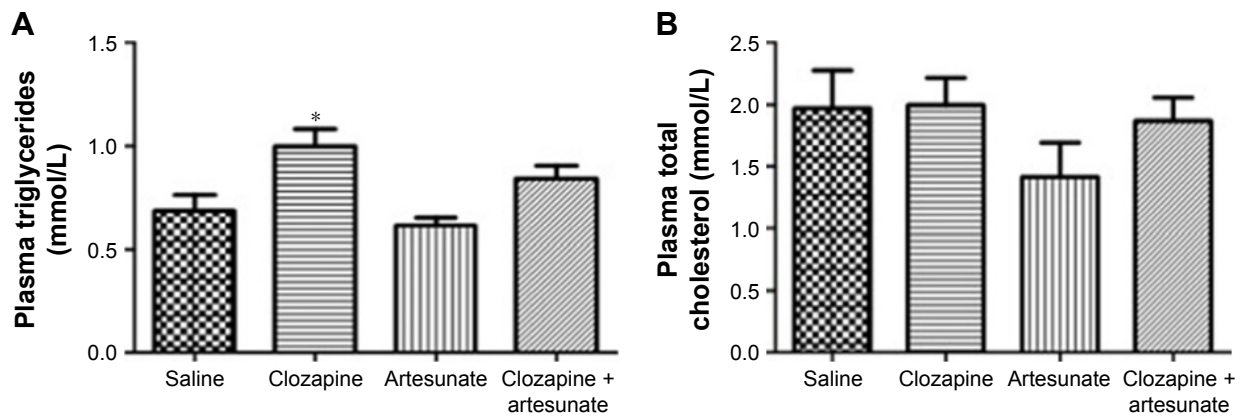 A
Plasma triglycerides
(mmol/L)
1.5
1.0
0.5
0.0
*
Saline
Clozapine
Artesunate
Clozapine +
artesunate
B
Plasma total
cholesterol (mmol/L)
2.5
2.0
1.5
1.0
0.5
0.0
Saline
Clozapine
Artesunate
Clozapine +
artesunate